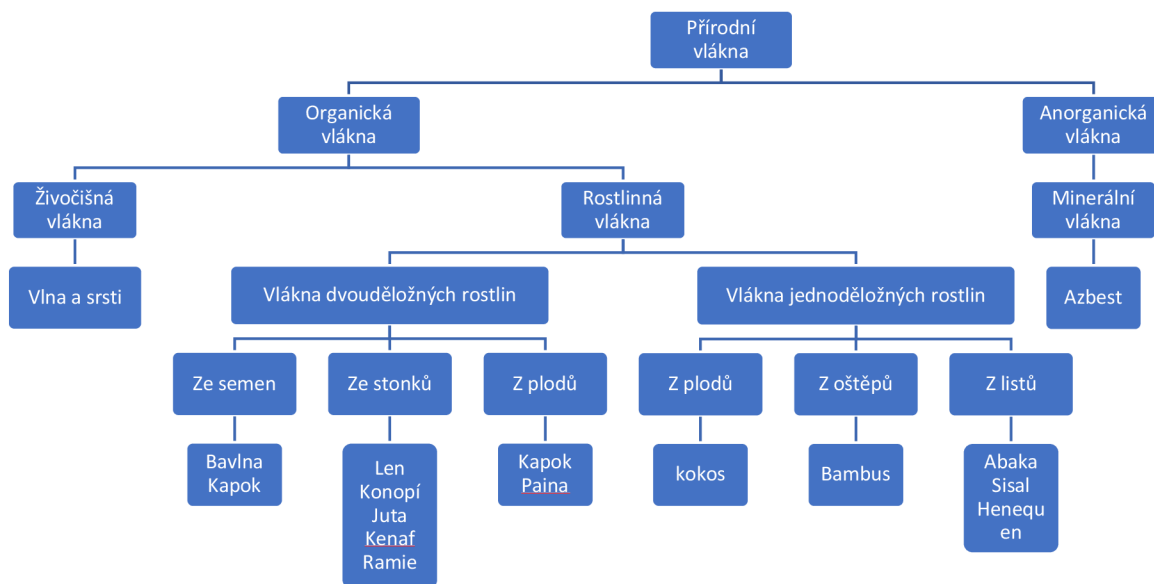 Přírodní
vlákna
Organická
vlákna
Anorganická
vlákna
Živočišná
vlákna
Rostlinná
vlákna
Minerální
vlákna
Vlna a srsti
Vlákna dvouděložných rostlin
Vlákna jednoděložných rostlin
Azbest
Ze semen
Ze stonků
Z plodů
Z plodů
Z oštěpů
Z listů
Bavlna
Kapok
Len
Konopí
Juta
Kenaf
Ramie
Kapok
Paina
kokos
Bambus
Abaka
Sisal
Henequ
en